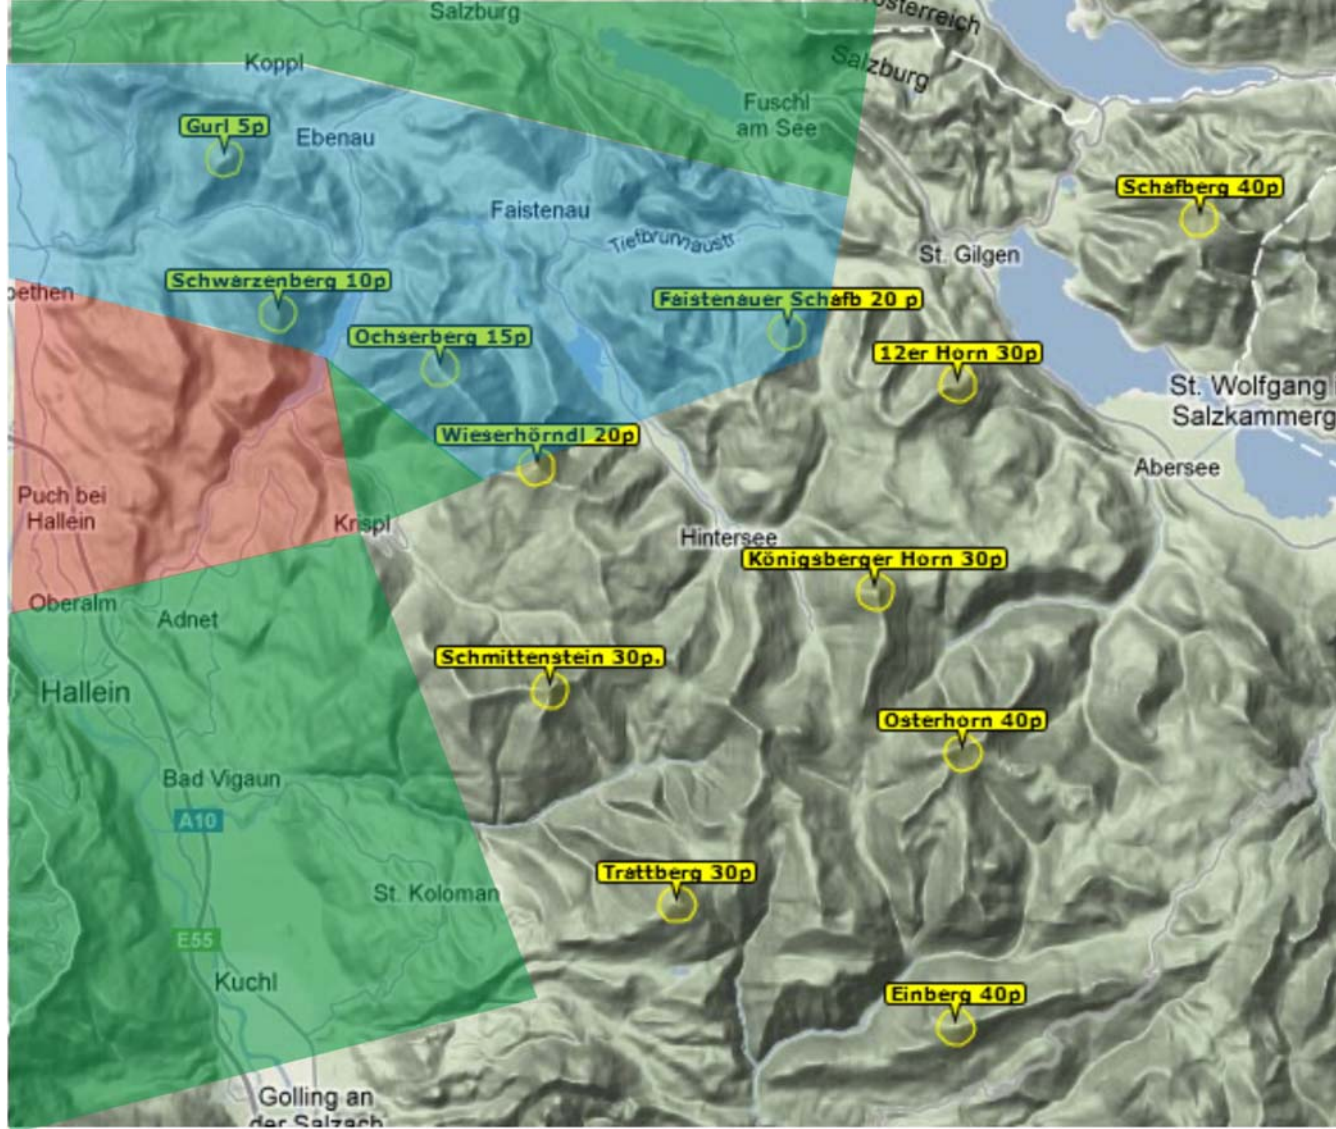 Salzburg
österreich
Salzburg
Koppl
Fuschl
am See
Gurl 5p
Ebenau
Schafberg 40p
Faistenau
Tiefbrunnaustr
St. Gilgen
Schwarzenberg 10p
Faistenauer Schafb 20 p
Ochserberg 15p
12er Horn 30p
St. Wolfgang
Salzkammerg
Wieserhörndl 20p
Abersee
Puch bei
Hallein
Krispl
Hintersee
Königsberger Horn 30p
Oberalm
Adnet
Schmittenstein 30p.
Hallein
Osterhorn 40p
Bad Vigaun
A10
Trattberg 30p
St. Koloman
E55
Kuchl
Einberg 40p
Golling an
der Salzach